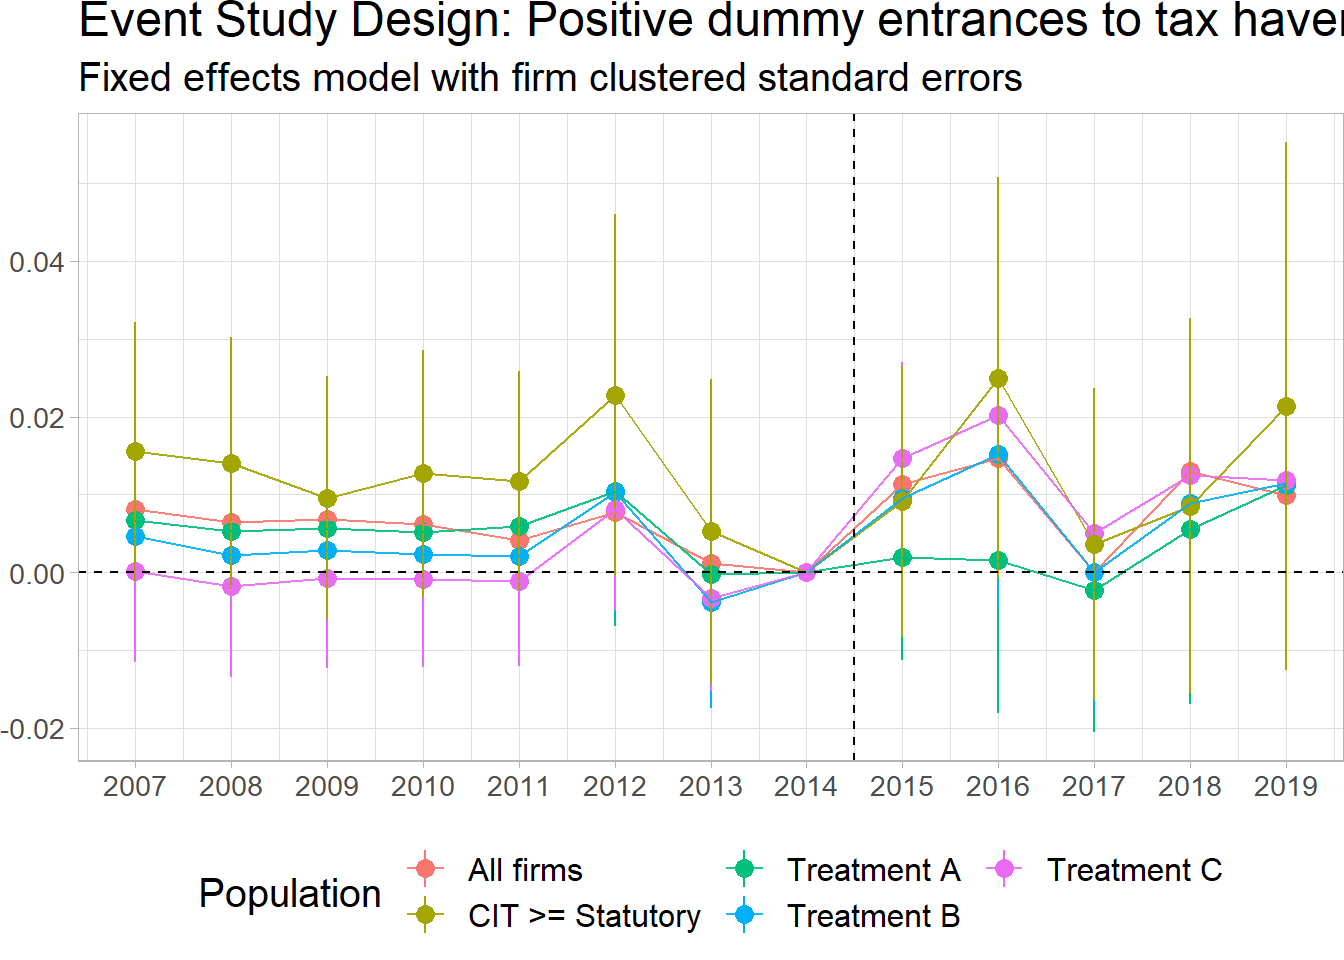 Event Study Design: Positive dummy entrances to tax
Fixed effects model with firm clustered standard errors
0.04
0.02
0.00
-0.02
2007 2008 2009 2010 2011 2012 2013 2014 2015 2016 2017 2018 2019
Population
All firms
CIT >= Statutory
Treatment A
Treatment B
Treatment C